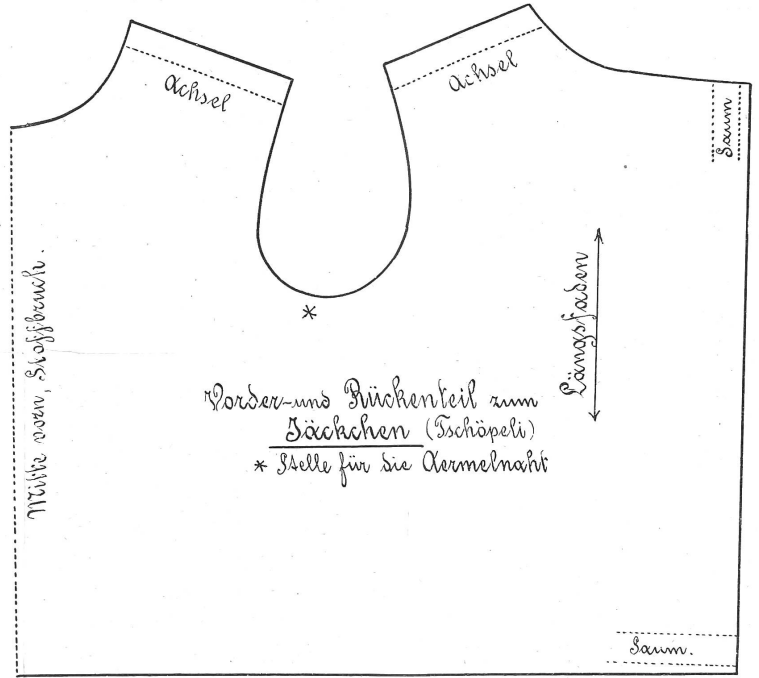 Achsel
Achsel
Saum
Mitte vorn, Stoffbruch.
Längsfaden
Vorder- und Rückenteil zum
Jäckchen (Tschöpeli)
* Stelle für die Aermelnaht
Saum.